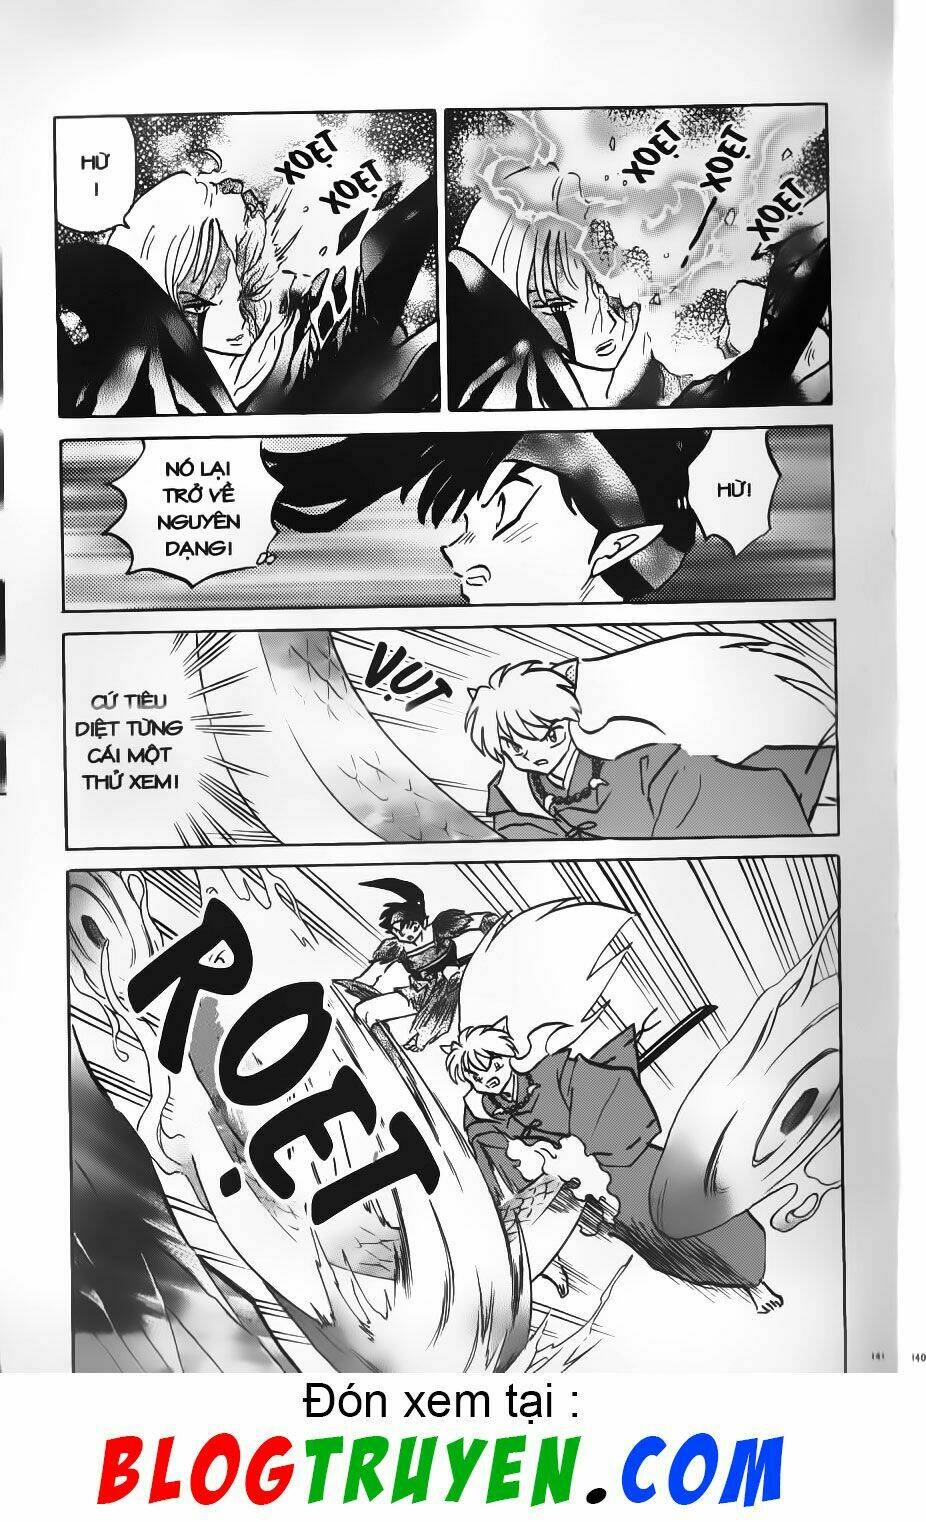 HỪ
!
XOẸT
XOẸT
XOẸT
XOẸT
XOẸT
NÓ LẠI
TRỞ VỀ
NGUYÊN
DẠNG!
HỪ!
CỨ TIÊU
DIỆT TỪNG
CÁI MỘT
THỬ XEM!
VỤT
ROẸT
141
140
Đón xem tại :
BLOGTRUYEN.COM